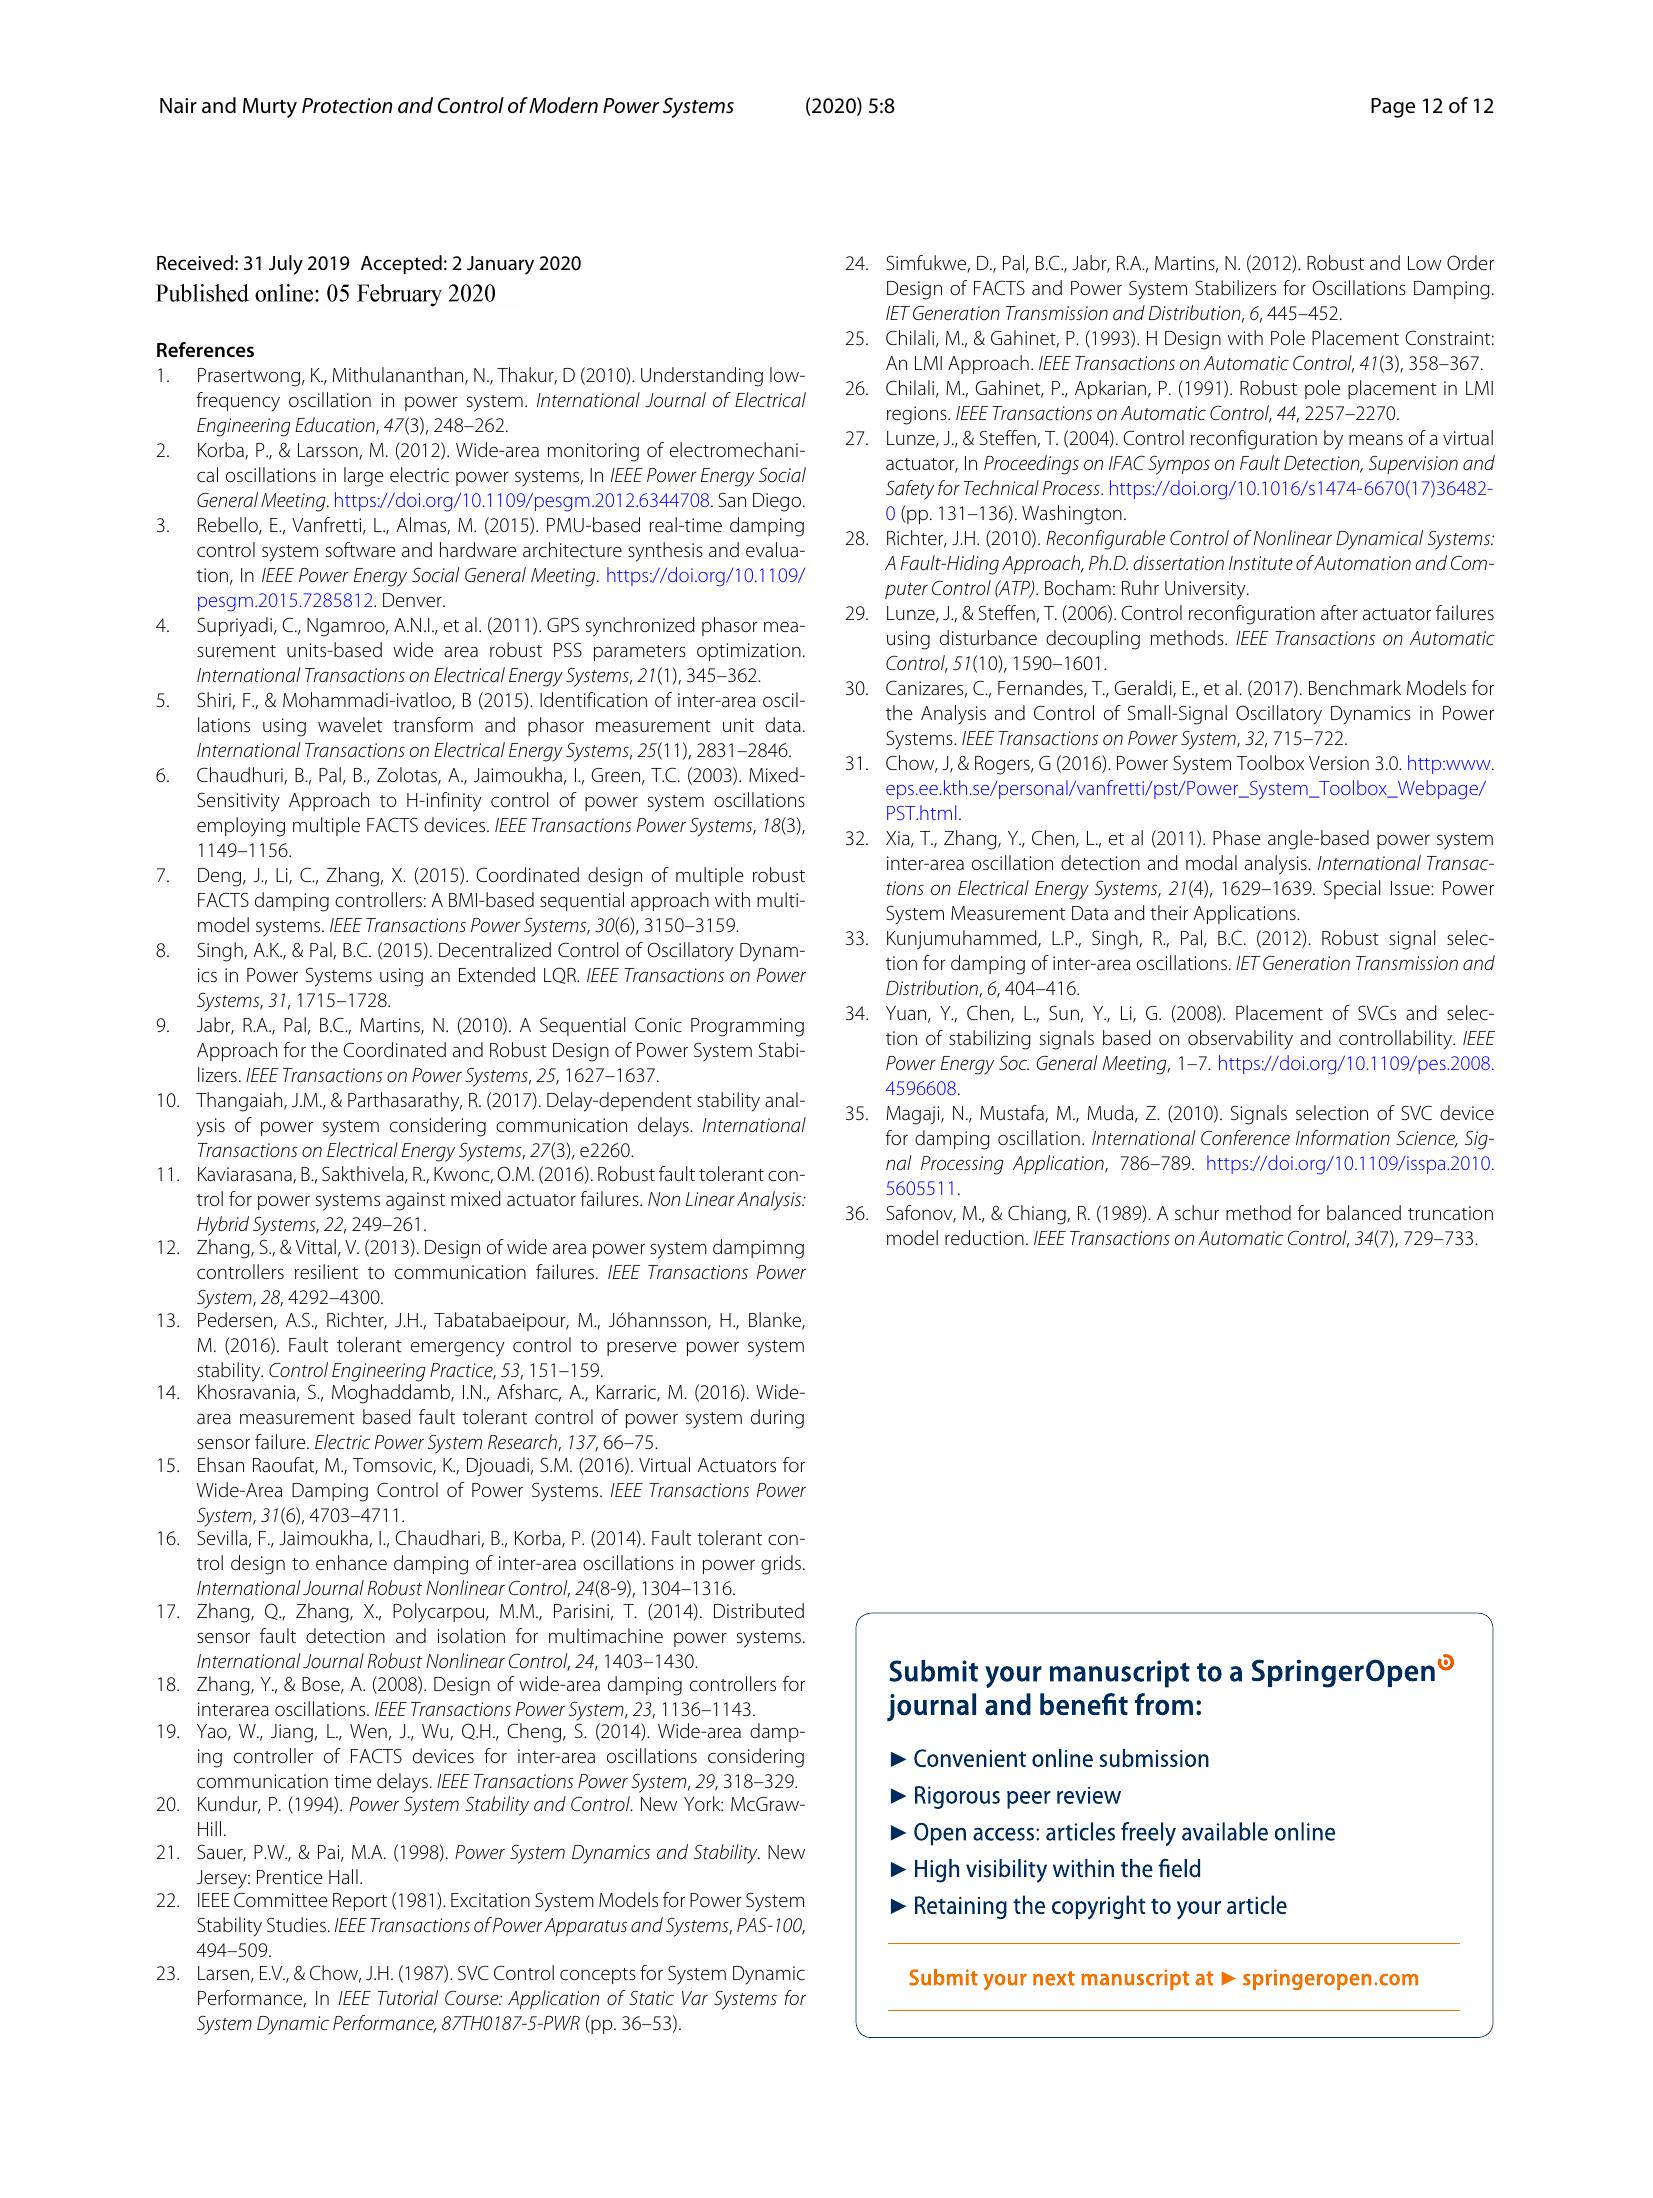 Nair and Murty Protection and Control of Modern Power Systems (2020) 5:8 Page 12 of 12
Received: 31 July 2019 Accepted: 2 January 2020
Published online: 05 February 2020
References
1. Prasertwong, K., Mithulananthan, N., Thakur, D (2010). Understanding low-
frequency oscillation in power system. International Journal of Electrical
Engineering Education, 47(3), 248–262.
2. Korba, P., & Larsson, M. (2012). Wide-area monitoring of electromechani-
cal oscillations in large electric power systems, In IEEE Power Energy Social
General Meeting. https://doi.org/10.1109/pesgm.2012.6344708. San Diego.
3. Rebello, E., Vanfretti, L., Almas, M. (2015). PMU-based real-time damping
control system software and hardware architecture synthesis and evalua-
tion, In IEEE Power Energy Social General Meeting. https://doi.org/10.1109/
pesgm.2015.7285812. Denver.
4. Supriyadi, C., Ngamroo, A.N.I., et al. (2011). GPS synchronized phasor mea-
surement units-based wide area robust PSS parameters optimization.
International Transactions on Electrical Energy Systems, 21(1), 345–362.
5. Shiri, F., & Mohammadi-ivatloo, B (2015). Identification of inter-area oscil-
lations using wavelet transform and phasor measurement unit data.
International Transactions on Electrical Energy Systems, 25(11), 2831–2846.
6. Chaudhuri, B., Pal, B., Zolotas, A., Jaimoukha, I., Green, T.C. (2003). Mixed-
Sensitivity Approach to H-infinity control of power system oscillations
employing multiple FACTS devices. IEEE Transactions Power Systems, 18(3),
1149–1156.
7. Deng, J., Li, C., Zhang, X. (2015). Coordinated design of multiple robust
FACTS damping controllers: A BMI-based sequential approach with multi-
model systems. IEEE Transactions Power Systems, 30(6), 3150–3159.
8. Singh, A.K., & Pal, B.C. (2015). Decentralized Control of Oscillatory Dynam-
ics in Power Systems using an Extended LQR. IEEE Transactions on Power
Systems, 31, 1715–1728.
9. Jabr, R.A., Pal, B.C., Martins, N. (2010). A Sequential Conic Programming
Approach for the Coordinated and Robust Design of Power System Stabi-
lizers. IEEE Transactions on Power Systems, 25, 1627–1637.
10. Thangaiah, J.M., & Parthasarathy, R. (2017). Delay-dependent stability anal-
ysis of power system considering communication delays. International
Transactions on Electrical Energy Systems, 27(3), e2260.
11. Kaviarasana, B., Sakthivela, R., Kwonc, O.M. (2016). Robust fault tolerant con-
trol for power systems against mixed actuator failures. Non Linear Analysis:
Hybrid Systems, 22, 249–261.
12. Zhang, S., & Vittal, V. (2013). Design of wide area power system dampimng
controllers resilient to communication failures. IEEE Transactions Power
System, 28, 4292–4300.
13. Pedersen, A.S., Richter, J.H., Tabatabaeipour, M., Jóhannsson, H., Blanke,
M. (2016). Fault tolerant emergency control to preserve power system
stability. Control Engineering Practice, 53, 151–159.
14. Khosravania, S., Moghaddamb, I.N., Afsharc, A., Karraric, M. (2016). Wide-
area measurement based fault tolerant control of power system during
sensor failure. Electric Power System Research, 137, 66–75.
15. Ehsan Raoufat, M., Tomsovic, K., Djouadi, S.M. (2016). Virtual Actuators for
Wide-Area Damping Control of Power Systems. IEEE Transactions Power
System, 31(6), 4703–4711.
16. Sevilla, F., Jaimoukha, I., Chaudhari, B., Korba, P. (2014). Fault tolerant con-
trol design to enhance damping of inter-area oscillations in power grids.
International Journal Robust Nonlinear Control, 24(8-9), 1304–1316.
17. Zhang, Q., Zhang, X., Polycarpou, M.M., Parisini, T. (2014). Distributed
sensor fault detection and isolation for multimachine power systems.
International Journal Robust Nonlinear Control, 24, 1403–1430.
18. Zhang, Y., & Bose, A. (2008). Design of wide-area damping controllers for
interarea oscillations. IEEE Transactions Power System, 23, 1136–1143.
19. Yao, W., Jiang, L., Wen, J., Wu, Q.H., Cheng, S. (2014). Wide-area damp-
ing controller of FACTS devices for inter-area oscillations considering
communication time delays. IEEE Transactions Power System, 29, 318–329.
20. Kundur, P. (1994). Power System Stability and Control. New York: McGraw-
Hill.
21. Sauer, P.W., & Pai, M.A. (1998). Power System Dynamics and Stability. New
Jersey: Prentice Hall.
22. IEEE Committee Report (1981). Excitation System Models for Power System
Stability Studies. IEEE Transactions of Power Apparatus and Systems, PAS-100,
494–509.
23. Larsen, E.V., & Chow, J.H. (1987). SVC Control concepts for System Dynamic
Performance, In IEEE Tutorial Course: Application of Static Var Systems for
System Dynamic Performance, 87TH0187-5-PWR (pp. 36–53).
24. Simfukwe, D., Pal, B.C., Jabr, R.A., Martins, N. (2012). Robust and Low Order
Design of FACTS and Power System Stabilizers for Oscillations Damping.
IET Generation Transmission and Distribution, 6, 445–452.
25. Chilali, M., & Gahinet, P. (1993). H Design with Pole Placement Constraint:
An LMI Approach. IEEE Transactions on Automatic Control, 41(3), 358–367.
26. Chilali, M., Gahinet, P., Apkarian, P. (1991). Robust pole placement in LMI
regions. IEEE Transactions on Automatic Control, 44, 2257–2270.
27. Lunze, J., & Steffen, T. (2004). Control reconfiguration by means of a virtual
actuator, In Proceedings on IFAC Sympos on Fault Detection, Supervision and
Safety for Technical Process. https://doi.org/10.1016/s1474-6670(17)36482-
0 (pp. 131–136). Washington.
28. Richter, J.H. (2010). Reconfigurable Control of Nonlinear Dynamical Systems:
A Fault-Hiding Approach, Ph.D. dissertation Institute of Automation and Com-
puter Control (ATP). Bocham: Ruhr University.
29. Lunze, J., & Steffen, T. (2006). Control reconfiguration after actuator failures
using disturbance decoupling methods. IEEE Transactions on Automatic
Control, 51(10), 1590–1601.
30. Canizares, C., Fernandes, T., Geraldi, E., et al. (2017). Benchmark Models for
the Analysis and Control of Small-Signal Oscillatory Dynamics in Power
Systems. IEEE Transactions on Power System, 32, 715–722.
31. Chow, J, & Rogers, G (2016). Power System Toolbox Version 3.0. http:www.
eps.ee.kth.se/personal/vanfretti/pst/Power_System_Toolbox_Webpage/
PST.html.
32. Xia, T., Zhang, Y., Chen, L., et al (2011). Phase angle-based power system
inter-area oscillation detection and modal analysis. International Transac-
tions on Electrical Energy Systems, 21(4), 1629–1639. Special Issue: Power
System Measurement Data and their Applications.
33. Kunjumuhammed, L.P., Singh, R., Pal, B.C. (2012). Robust signal selec-
tion for damping of inter-area oscillations. IET Generation Transmission and
Distribution, 6, 404–416.
34. Yuan, Y., Chen, L., Sun, Y., Li, G. (2008). Placement of SVCs and selec-
tion of stabilizing signals based on observability and controllability. IEEE
Power Energy Soc. General Meeting, 1–7. https://doi.org/10.1109/pes.2008.
4596608.
35. Magaji, N., Mustafa, M., Muda, Z. (2010). Signals selection of SVC device
for damping oscillation. International Conference Information Science, Sig-
nal Processing Application, 786–789. https://doi.org/10.1109/isspa.2010.
5605511.
36. Safonov, M., & Chiang, R. (1989). A schur method for balanced truncation
model reduction. IEEE Transactions on Automatic Control, 34(7), 729–733.
Submit your manuscript to a SpringerOpen
journal and benefit from:
► Convenient online submission
► Rigorous peer review
► Open access: articles freely available online
► High visibility within the field
► Retaining the copyright to your article
Submit your next manuscript at ► springeropen.com